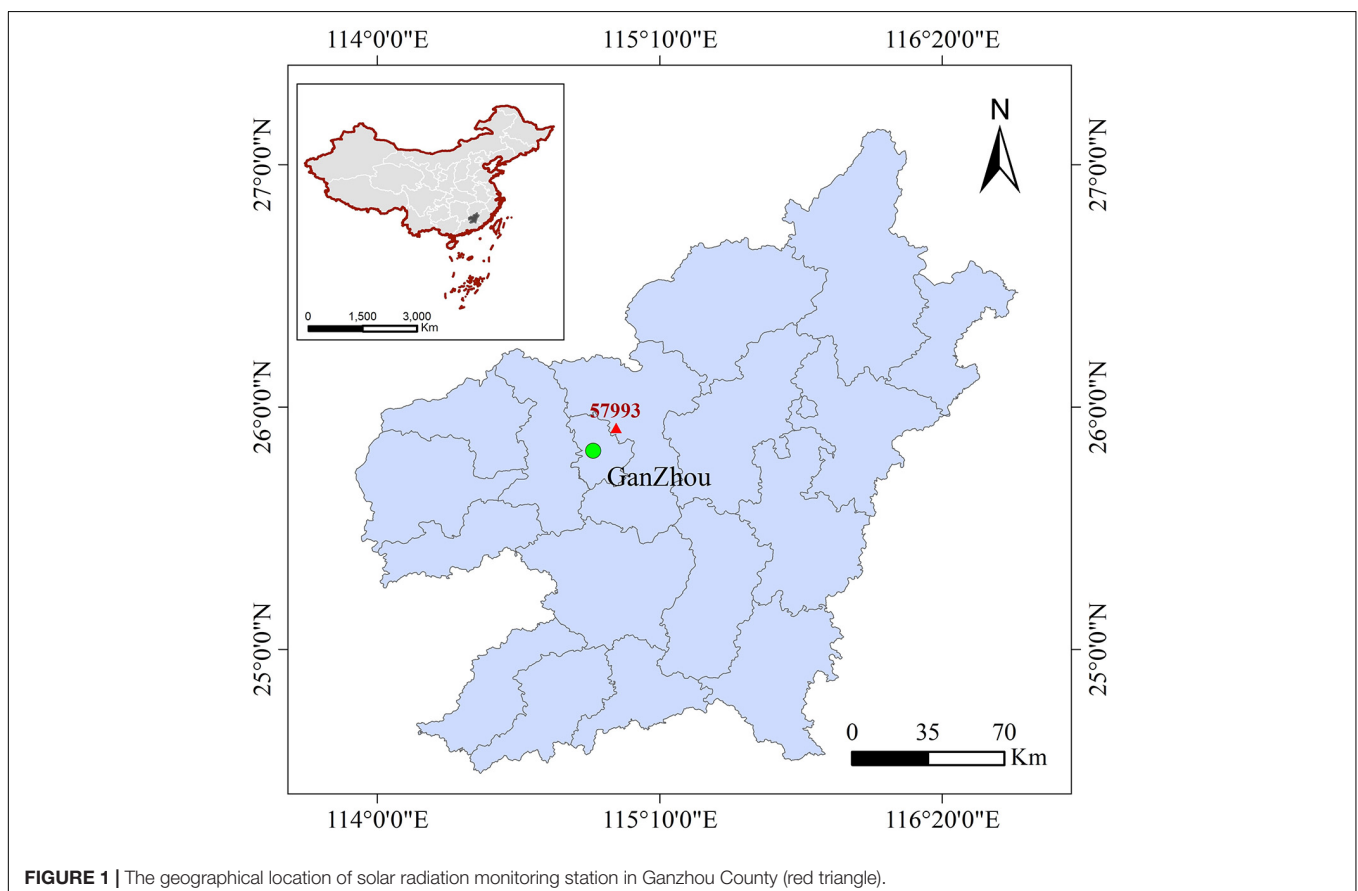 114°0'0"E 115°10'0"E 116°20'0"E
N
27°0'0"N 27°0'0"N
0 1,500 3,000
Km
26°0'0"N 26°0'0"N
57993
GanZhou
25°0'0"N 25°0'0"N
0 35 70
Km
114°0'0"E 115°10'0"E 116°20'0"E
FIGURE 1 | The geographical location of solar radiation monitoring station in Ganzhou County (red triangle).